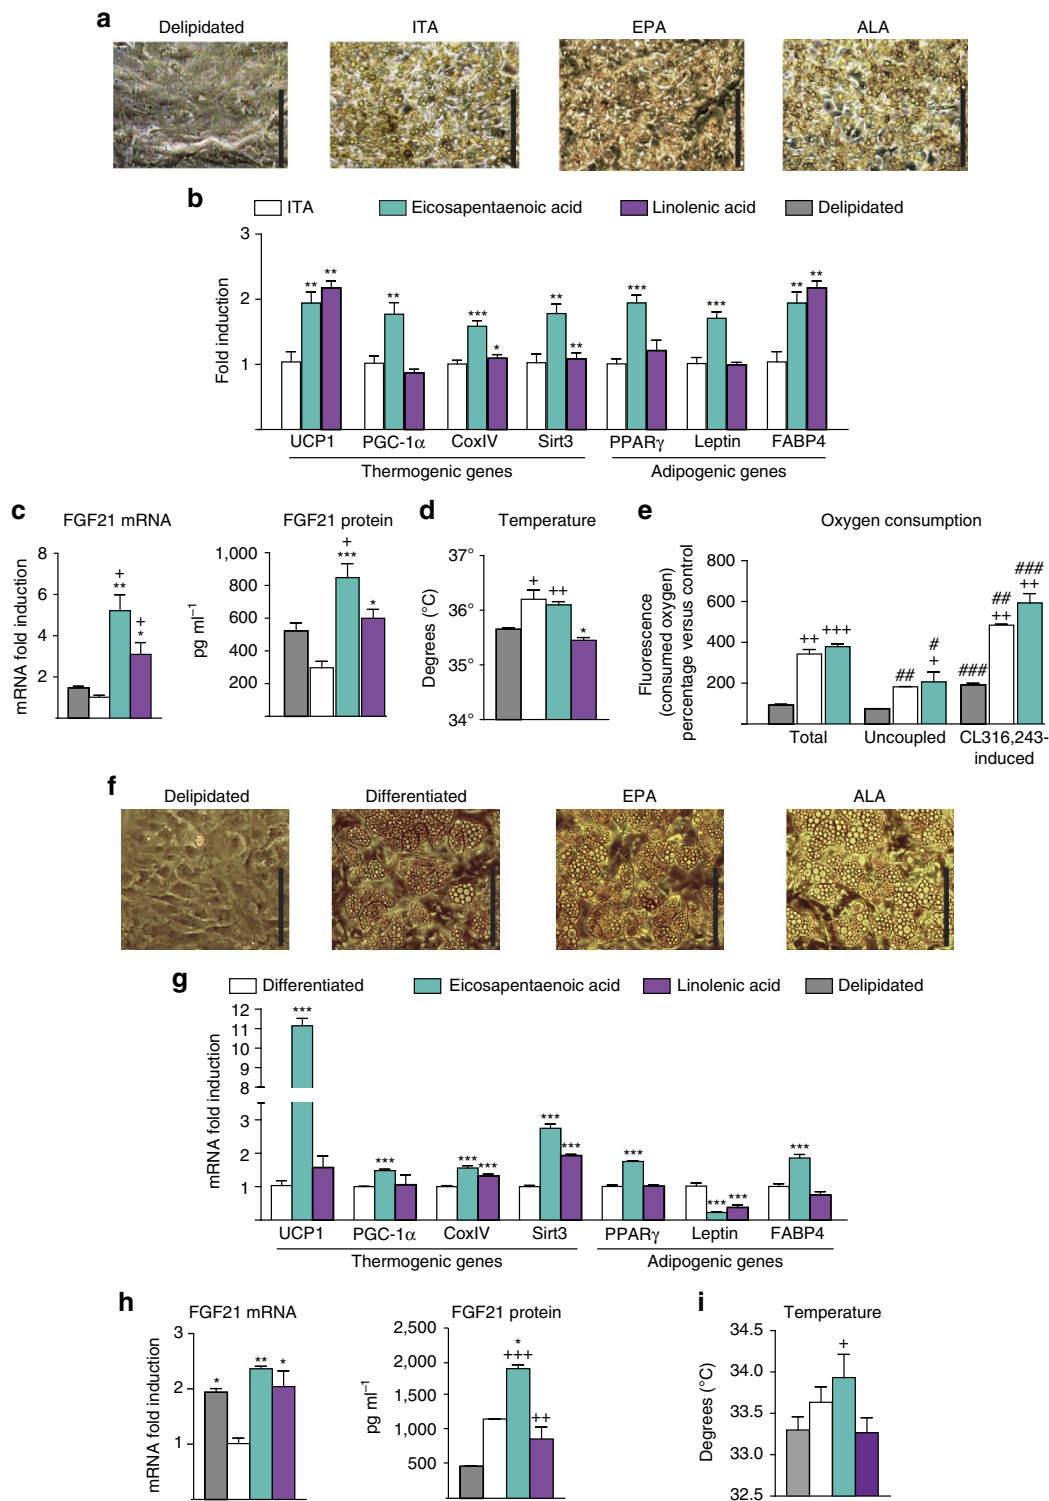 a
Delipidated ITA EPA ALA
b
ITA Eicosapentaenoic acid Linolenic acid Delipidated
Fold induction
3
2
1
** ** ** *** * ** ** *** *** ** **
UCP1 PGC-1α CoxIV Sirt3 PPARγ Leptin FABP4
Thermogenic genes Adipogenic genes
c
FGF21 mRNA
mRNA fold induction
8
6
4
2
+
**
+
*
FGF21 protein
pg ml⁻¹
1,000
800
600
400
200
+
***
*
d
Temperature
Degrees (°C)
37°
36°
35°
34°
+ ++ *
e
Oxygen consumption
Fluorescence
(consumed oxygen)
percentage versus control
800
600
400
200
++ +++
##
#
+
###
##
++
###
++
Total Uncoupled CL316,243-
induced
f
Delipidated Differentiated EPA ALA
g
Differentiated Eicosapentaenoic acid Linolenic acid Delipidated
mRNA fold induction
12
11
10
9
8
3
2
1
*** *** *** *** *** *** *** *** *** ***
UCP1 PGC-1α CoxIV Sirt3 PPARγ Leptin FABP4
Thermogenic genes Adipogenic genes
h
FGF21 mRNA
mRNA fold induction
3
2
1
* ** *
FGF21 protein
pg ml⁻¹
2,500
2,000
1,500
1,000
500
*
+++
++
i
Temperature
Degrees (°C)
34.5
34.0
33.5
33.0
32.5
+